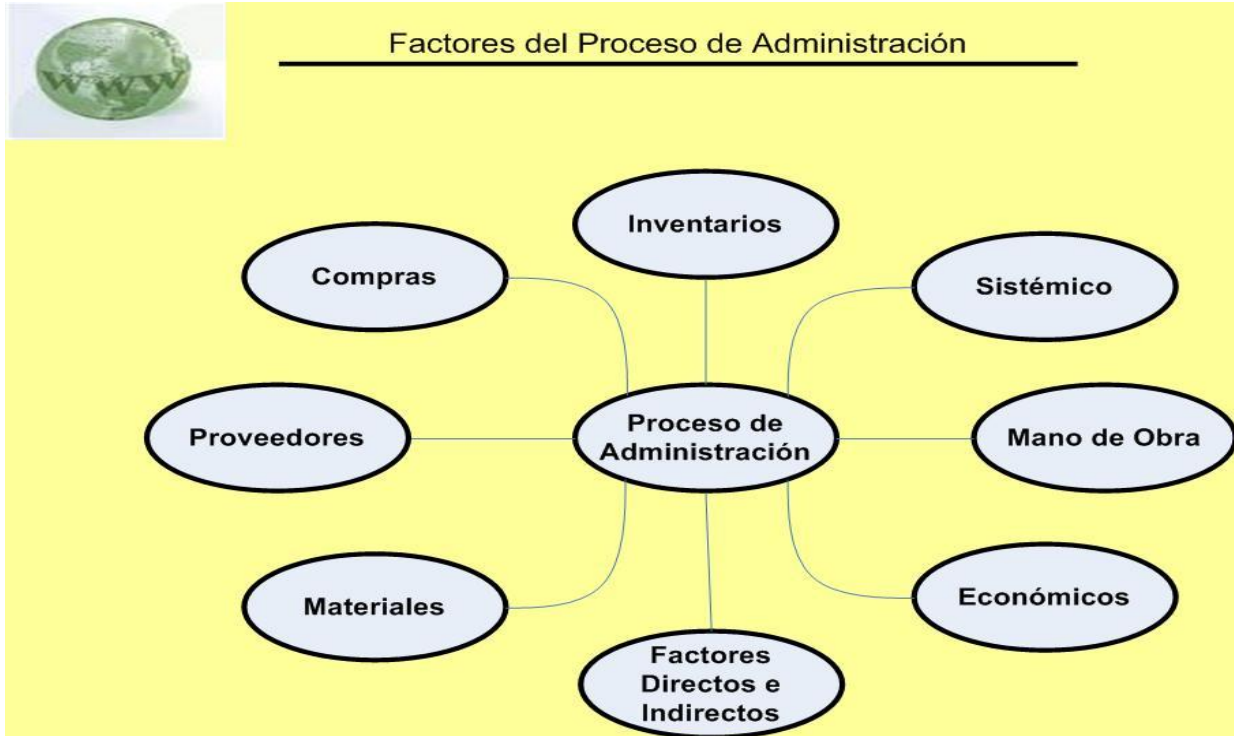 WWW
Factores del Proceso de Administración
Inventarios
Compras
Sistémico
Proveedores
Proceso de
Administración
Mano de Obra
Materiales
Económicos
Factores
Directos e
Indirectos